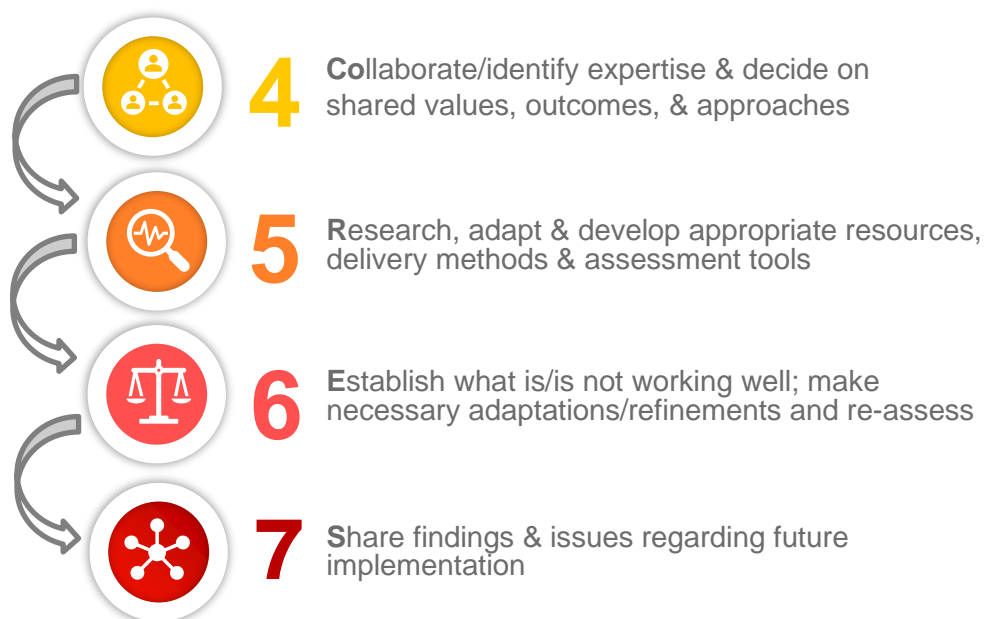 4
Collaborate/identify expertise & decide on
shared values, outcomes, & approaches
5
Research, adapt & develop appropriate resources,
delivery methods & assessment tools
6
Establish what is/is not working well; make
necessary adaptations/refinements and re-assess
7
Share findings & issues regarding future
implementation